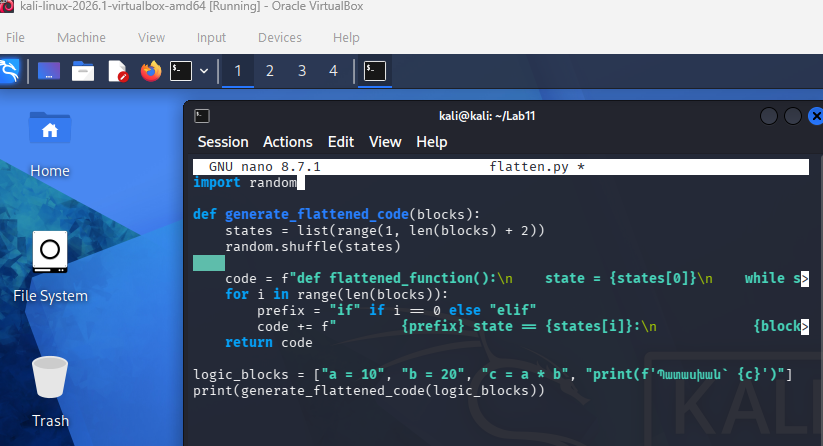 kali-linux-2026.1-virtualbox-amd64 [Running] - Oracle VirtualBox
File Machine View Input Devices Help
1 2 3 4
kali@kali: ~/Lab11
Session Actions Edit View Help
GNU nano 8.7.1 flatten.py *
import random
def generate_flattened_code(blocks):
    states = list(range(1, len(blocks) + 2))
    random.shuffle(states)
    code = f"def flattened_function():\n    state = {states[0]}\n    while s>
    for i in range(len(blocks)):
        prefix = "if" if i == 0 else "elif"
        code += f"        {prefix} state == {states[i]}:\n            {block>
    return code
logic_blocks = ["a = 10", "b = 20", "c = a * b", "print(f'Պատասխան՝ {c}')"]
print(generate_flattened_code(logic_blocks))
Home
File System
Trash
KALI